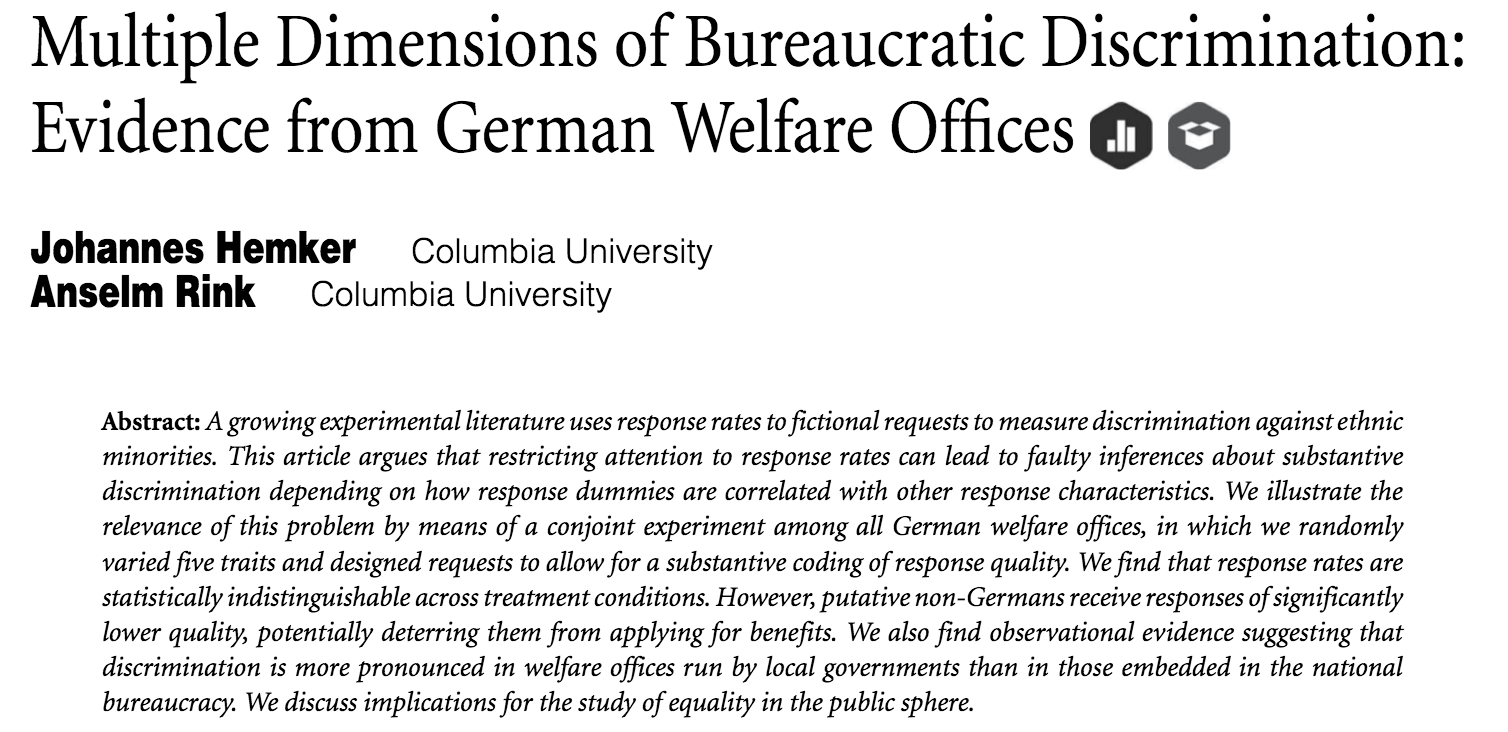 Multiple Dimensions of Bureaucratic Discrimination:
Evidence from German Welfare Offices
Johannes Hemker Columbia University
Anselm Rink Columbia University
Abstract: A growing experimental literature uses response rates to fictional requests to measure discrimination against ethnic
minorities. This article argues that restricting attention to response rates can lead to faulty inferences about substantive
discrimination depending on how response dummies are correlated with other response characteristics. We illustrate the
relevance of this problem by means of a conjoint experiment among all German welfare offices, in which we randomly
varied five traits and designed requests to allow for a substantive coding of response quality. We find that response rates are
statistically indistinguishable across treatment conditions. However, putative non-Germans receive responses of significantly
lower quality, potentially deterring them from applying for benefits. We also find observational evidence suggesting that
discrimination is more pronounced in welfare offices run by local governments than in those embedded in the national
bureaucracy. We discuss implications for the study of equality in the public sphere.